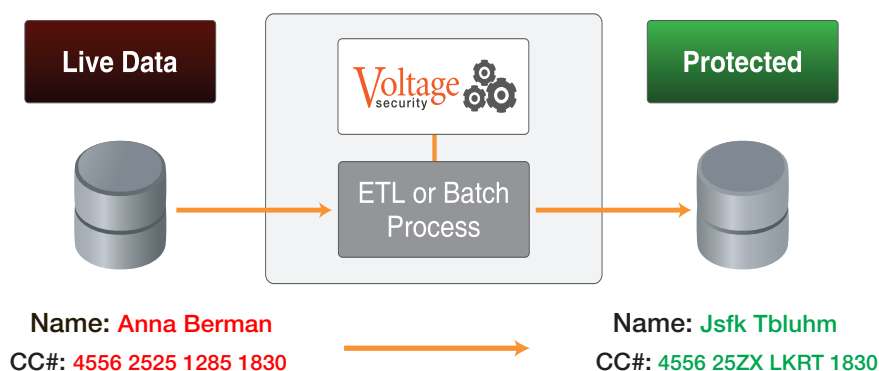 Live Data
Voltage
security
Protected
ETL or Batch
Process
Name: Anna Berman
CC#: 4556 2525 1285 1830
Name: Jsfk Tbluhm
CC#: 4556 25ZX LKRT 1830